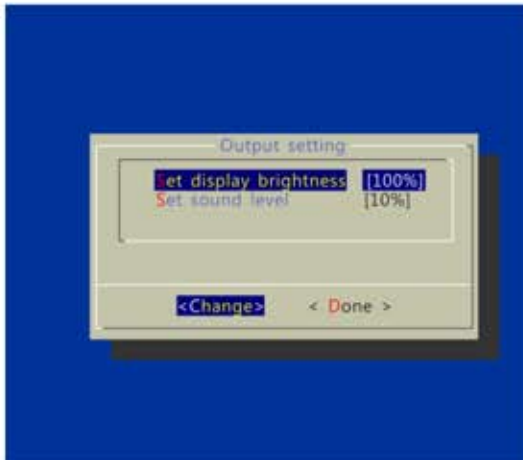 Output setting
Set display brightness [100%]
Set sound level [10%]
<Change> < Done >